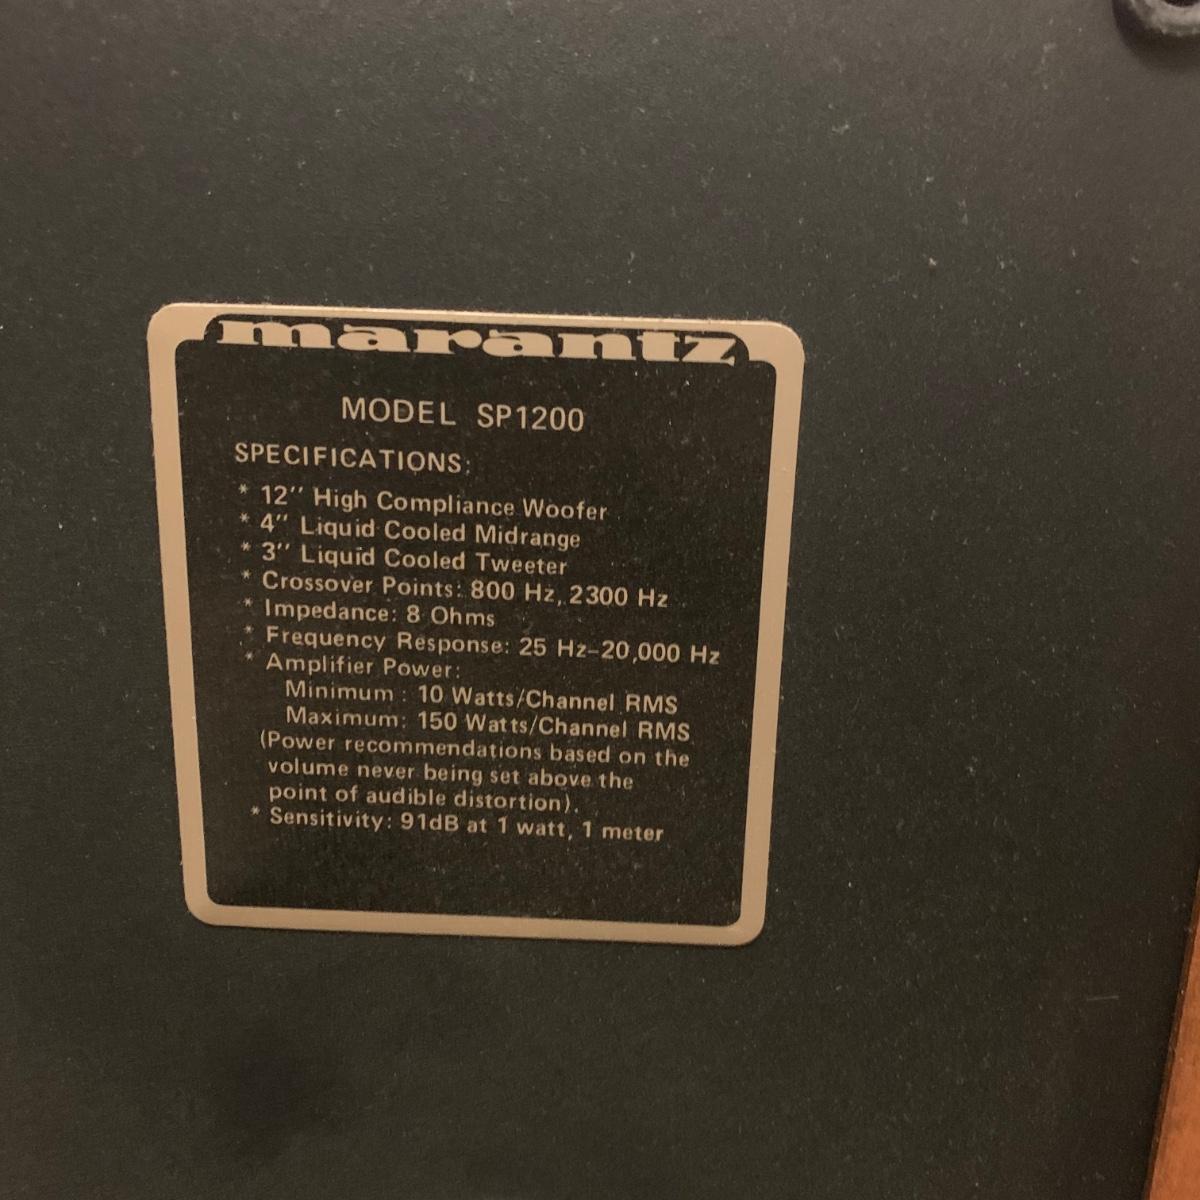 marantz
MODEL SP1200
SPECIFICATIONS:
* 12" High Compliance Woofer
* 4" Liquid Cooled Midrange
* 3" Liquid Cooled Tweeter
* Crossover Points: 800 Hz, 2300 Hz
* Impedance: 8 Ohms
* Frequency Response: 25 Hz–20,000 Hz
* Amplifier Power:
Minimum : 10 Watts/Channel RMS
Maximum: 150 Watts/Channel RMS
(Power recommendations based on the
volume never being set above the
point of audible distortion).
* Sensitivity: 91dB at 1 watt, 1 meter